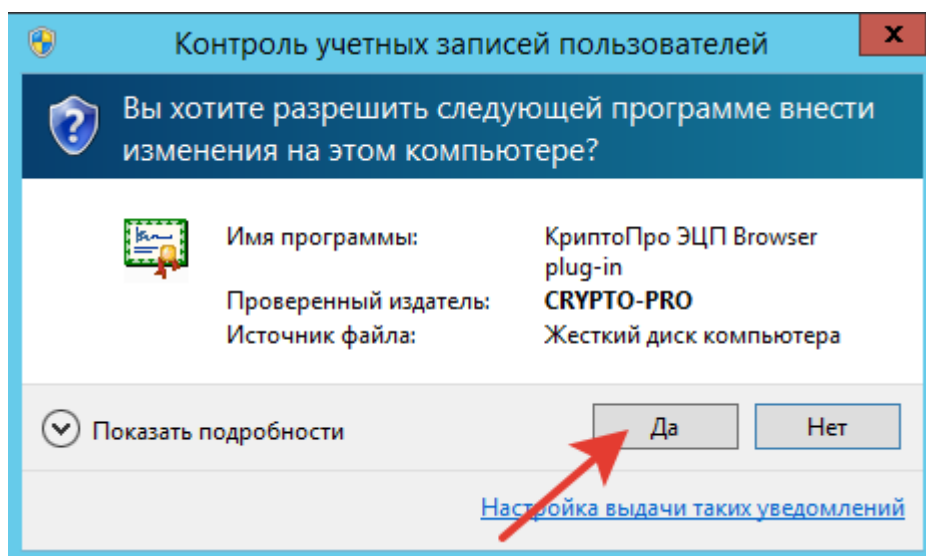 Контроль учетных записей пользователей
Вы хотите разрешить следующей программе внести
изменения на этом компьютере?
Имя программы: КриптоПро ЭЦП Browser
plug-in
Проверенный издатель: CRYPTO-PRO
Источник файла: Жесткий диск компьютера
Показать подробности
Да
Нет
Настройка выдачи таких уведомлений